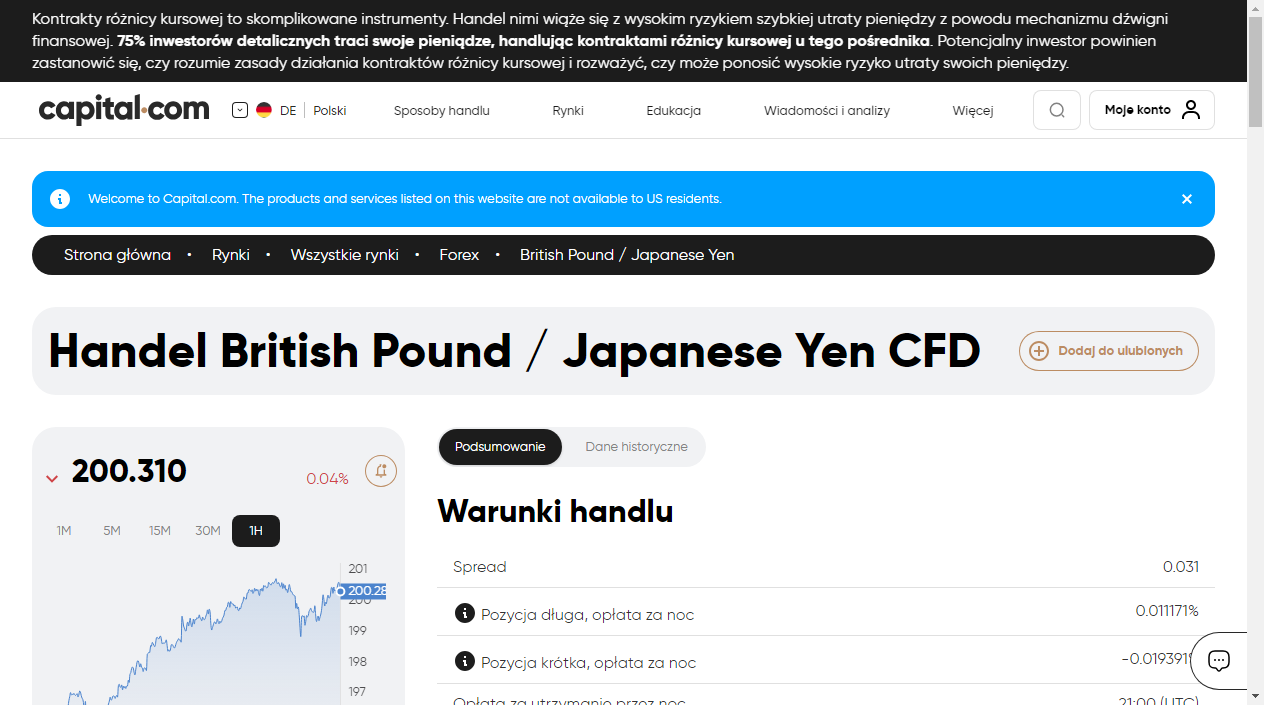 Kontrakty różnicy kursowej to skomplikowane instrumenty. Handel nimi wiąże się z wysokim ryzykiem szybkiej utraty pieniędzy z powodu mechanizmu dźwigni
finansowej. 75% inwestorów detalicznych traci swoje pieniądze, handlując kontraktami różnicy kursowej u tego pośrednika. Potencjalny inwestor powinien
zastanowić się, czy rozumie zasady działania kontraktów różnicy kursowej i rozważyć, czy może ponosić wysokie ryzyko utraty swoich pieniędzy.
capital.com DE Polski Sposoby handlu Rynki Edukacja Wiadomości i analizy Więcej Moje konto
Welcome to Capital.com. The products and services listed on this website are not available to US residents.
Strona główna • Rynki • Wszystkie rynki • Forex • British Pound / Japanese Yen
Handel British Pound / Japanese Yen CFD Dodaj do ulubionych
200.310 0.04%
1M 5M 15M 30M 1H
201
200.28
200
199
198
197
Podsumowanie Dane historyczne
Warunki handlu
Spread 0.031
Pozycja długa, opłata za noc 0.011171%
Pozycja krótka, opłata za noc -0.019391%
Opłata za utrzymanie przez noc 21:00 (UTC)